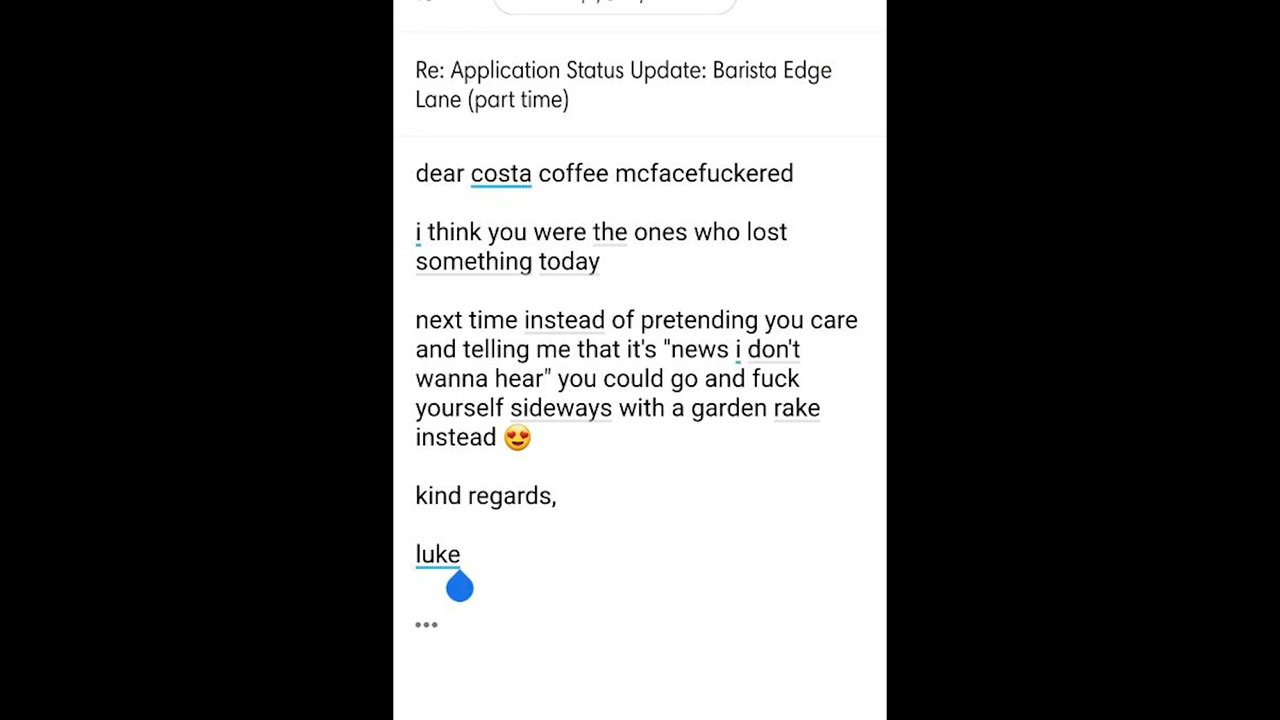 Re: Application Status Update: Barista Edge
Lane (part time)
dear costa coffee mcfacefuckered
i think you were the ones who lost
something today
next time instead of pretending you care
and telling me that it's "news i don't
wanna hear" you could go and fuck
yourself sideways with a garden rake
instead 😍
kind regards,
luke